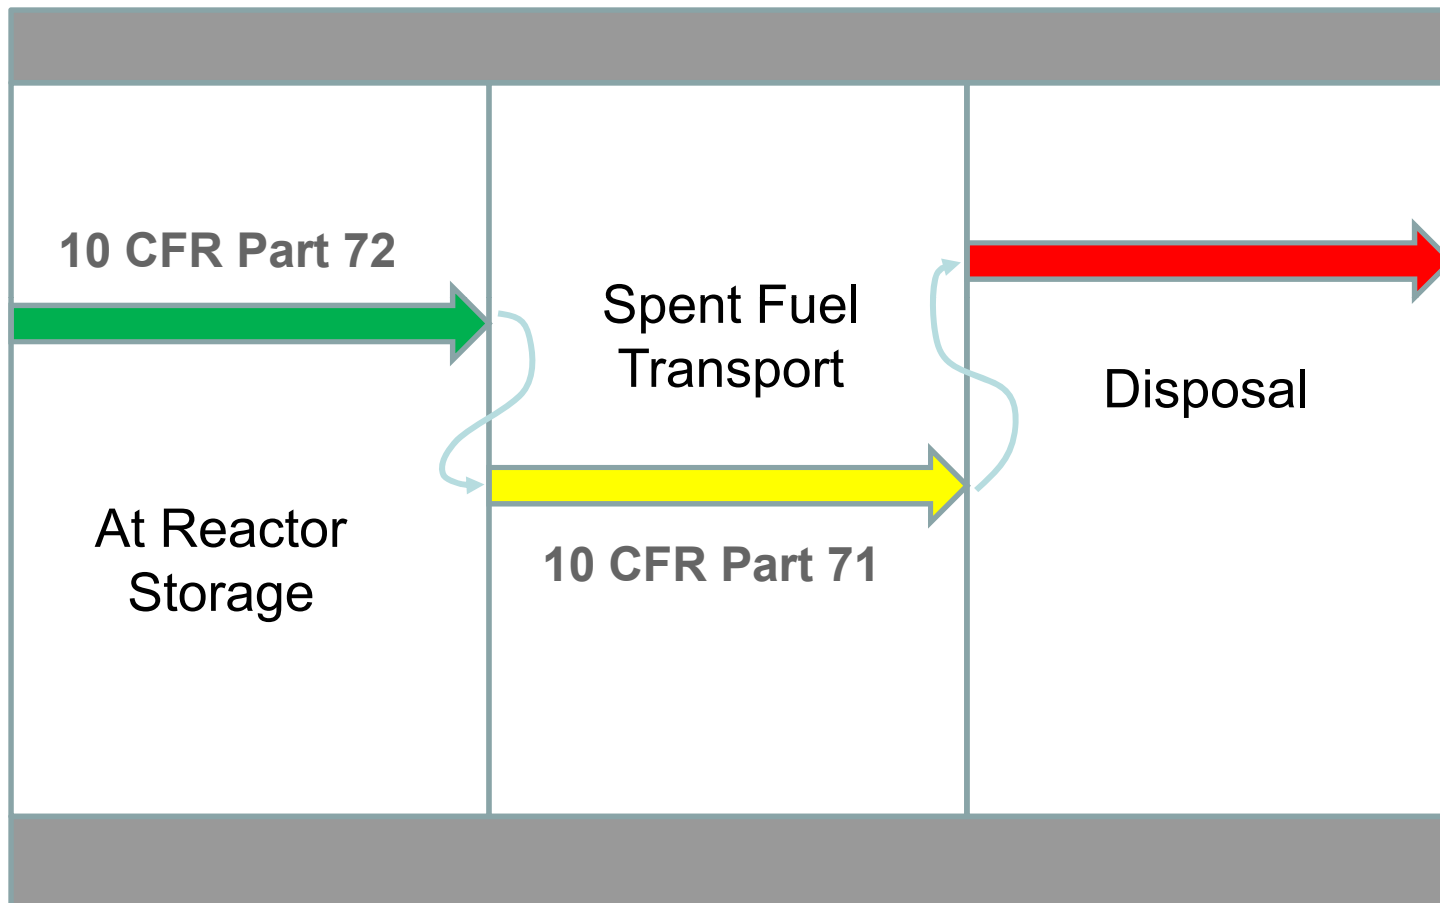 10 CFR Part 72
At Reactor
Storage
Spent Fuel
Transport
10 CFR Part 71
Disposal